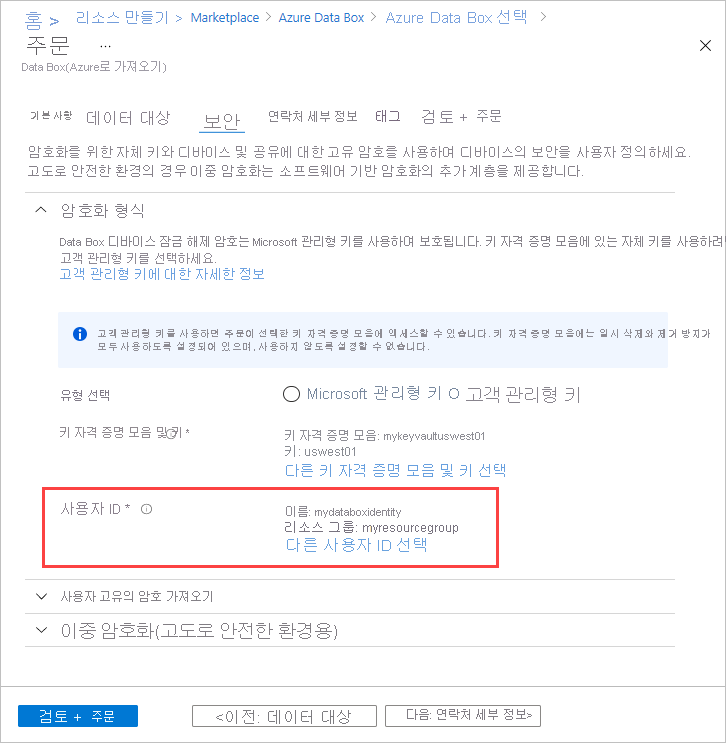 홈 > 리소스 만들기 > Marketplace > Azure Data Box > Azure Data Box 선택 >
주문 ...
Data Box(Azure로 가져오기)
기본 사항 데이터 대상 보안 연락처 세부 정보 태그 검토 + 주문
암호화를 위한 자체 키와 디바이스 및 공유에 대한 고유 암호를 사용하여 디바이스의 보안을 사용자 정의하세요.
고도로 안전한 환경의 경우 이중 암호화는 소프트웨어 기반 암호화의 추가 계층을 제공합니다.
암호화 형식
Data Box 디바이스 잠금 해제 암호는 Microsoft 관리형 키를 사용하여 보호됩니다. 키 자격 증명 모음에 있는 자체 키를 사용하려면
고객 관리형 키를 선택하세요.
고객 관리형 키에 대한 자세한 정보
고객 관리형 키를 사용하면 주문이 선택한 키 자격 증명 모음에 액세스할 수 있습니다. 키 자격 증명 모음에는 일시 삭제와 제거 방지가
모두 사용하도록 설정되어 있으며, 사용하지 않도록 설정할 수 없습니다.
유형 선택 Microsoft 관리형 키 O 고객 관리형 키
키 자격 증명 모음 및 키 * 키 자격 증명 모음: mykeyvaultuswest01
키: uswest01
다른 키 자격 증명 모음 및 키 선택
사용자 ID * 이름: mydataboxidentity
리소스 그룹: myresourcegroup
다른 사용자 ID 선택
사용자 고유의 암호 가져오기
이중 암호화(고도로 안전한 환경용)
검토 + 주문 <이전: 데이터 대상 다음: 연락처 세부 정보>